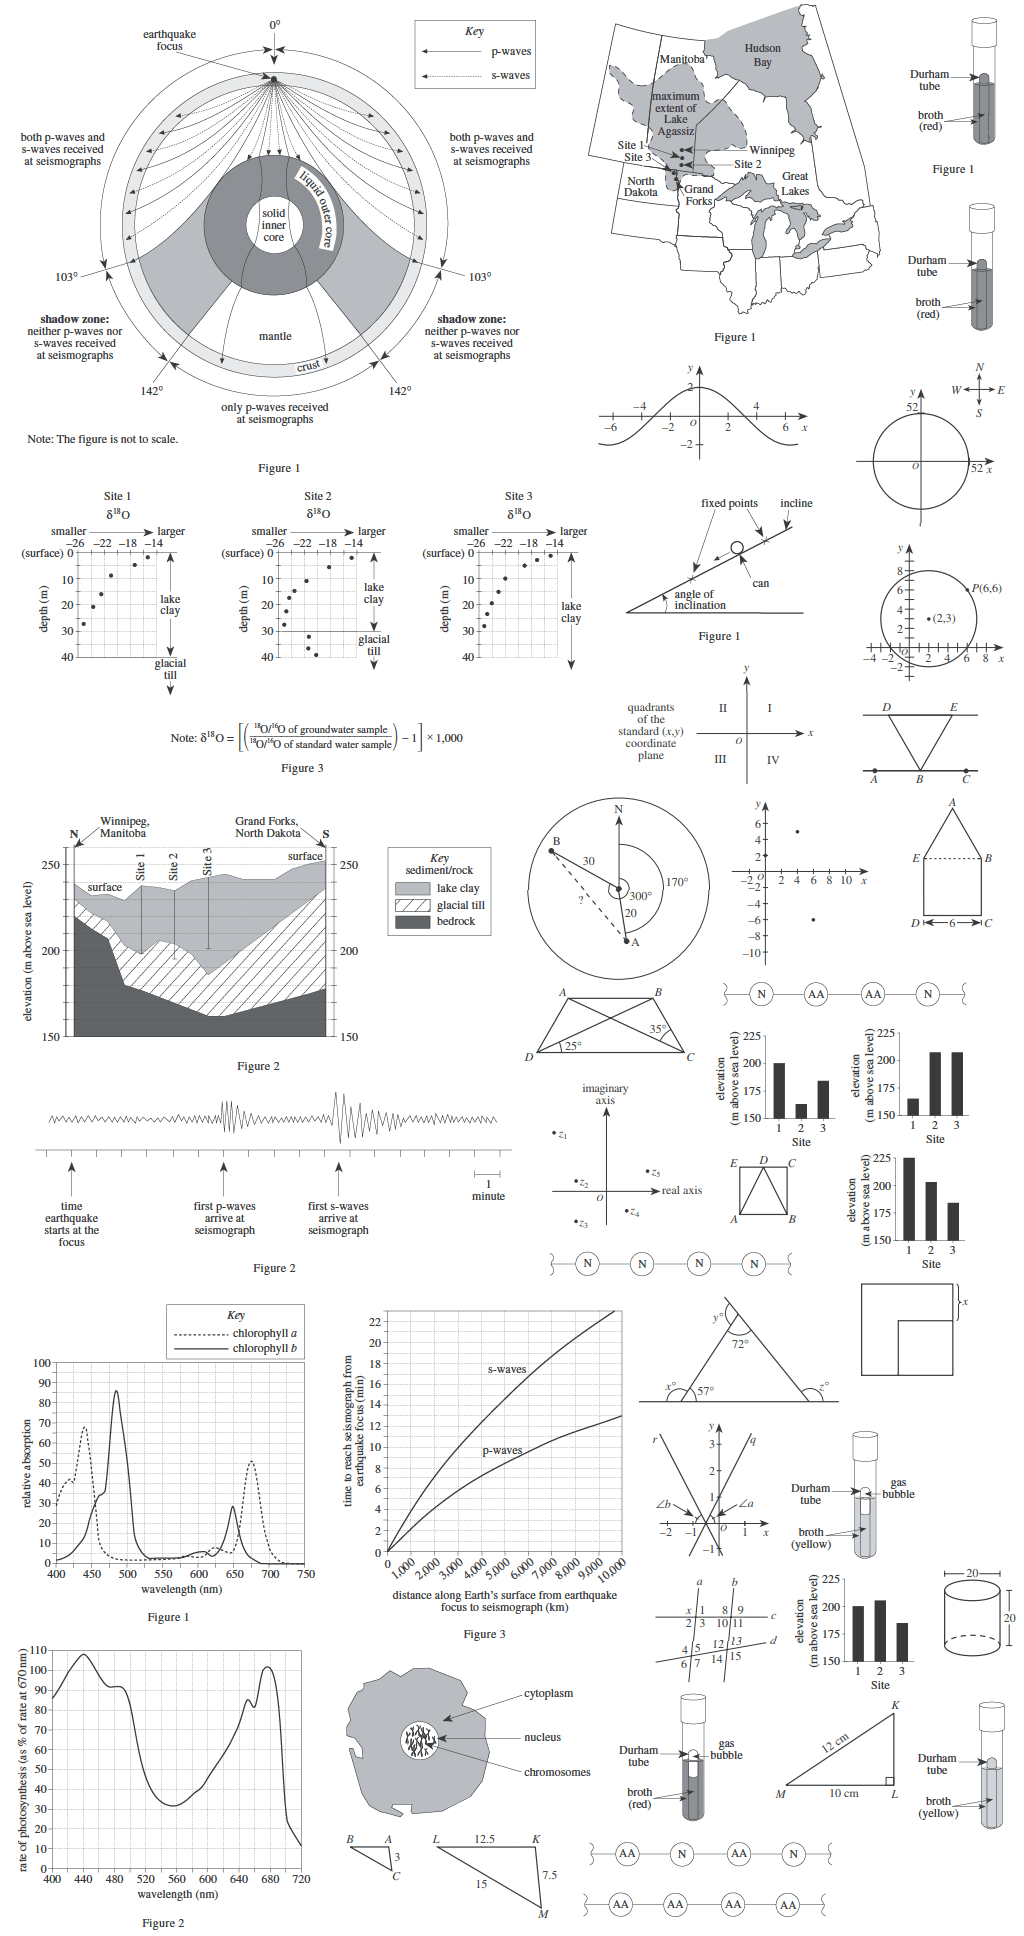 0°
earthquake
focus
Key
p-waves
s-waves
both p-waves and
s-waves received
at seismographs
both p-waves and
s-waves received
at seismographs
liquid outer core
solid
inner
core
103°
103°
shadow zone:
neither p-waves nor
s-waves received
at seismographs
shadow zone:
neither p-waves nor
s-waves received
at seismographs
mantle
crust
142°
142°
only p-waves received
at seismographs
Note: The figure is not to scale.
Figure 1
Manitoba
Hudson
Bay
maximum
extent of
Lake
Agassiz
Site 1
Site 3
Winnipeg
Site 2
North
Dakota
Grand
Forks
Great
Lakes
Figure 1
Durham
tube
broth
(red)
Figure 1
Durham
tube
broth
(red)
y
2
−4
4
−6
−2
O
2
6
x
−2
N
W
E
S
y
52
O
52
x
Site 1
δ18O
smaller
larger
−26 −22 −18 −14
(surface) 0
10
20
30
40
depth (m)
lake
clay
glacial
till
Site 2
δ18O
smaller
larger
−26 −22 −18 −14
(surface) 0
10
20
30
40
depth (m)
lake
clay
glacial
till
Site 3
δ18O
smaller
larger
−26 −22 −18 −14
(surface) 0
10
20
30
40
depth (m)
lake
clay
Note: δ18O = [(18O/16O of groundwater sample / 18O/16O of standard water sample) − 1] × 1,000
Figure 3
fixed points
incline
can
angle of
inclination
Figure 1
y
8
6
P(6,6)
4
(2,3)
2
O
−4 −2
2 4 6 8 x
−2
quadrants
of the
standard (x,y)
coordinate
plane
y
II
I
O
x
III
IV
D
E
A
B
C
N
Winnipeg,
Manitoba
Grand Forks,
North Dakota
S
250
200
150
elevation (m above sea level)
surface
Site 1
Site 2
Site 3
surface
250
200
150
Key
sediment/rock
lake clay
glacial till
bedrock
Figure 2
N
B
30
170°
300°
?
20
A
y
6
4
2
−2
O
2 4 6 8 10 x
−2
−4
−6
−8
−10
A
E
B
D
6
C
N
AA
AA
N
A
B
35°
25°
D
C
225
200
175
150
elevation
(m above sea level)
1 2 3
Site
225
200
175
150
elevation
(m above sea level)
1 2 3
Site
time
earthquake
starts at the
focus
first p-waves
arrive at
seismograph
first s-waves
arrive at
seismograph
1
minute
Figure 2
imaginary
axis
z1
z2
z3
z4
z5
O
real axis
E
D
C
A
B
225
200
175
150
elevation
(m above sea level)
1 2 3
Site
N
N
N
N
Key
chlorophyll a
chlorophyll b
100
90
80
70
60
50
40
30
20
10
0
relative absorption
400 450 500 550 600 650 700 750
wavelength (nm)
Figure 1
22
20
18
16
14
12
10
8
6
4
2
0
time to reach seismograph from
earthquake focus (min)
s-waves
p-waves
0
1,000
2,000
3,000
4,000
5,000
6,000
7,000
8,000
9,000
10,000
distance along Earth’s surface from earthquake
focus to seismograph (km)
Figure 3
y°
72°
x°
57°
z°
x
r
y
q
3
2
1
∠b
∠a
−2
−1
O
1
x
−1
Durham
tube
gas
bubble
broth
(yellow)
a
b
x 1
8 9
c
2 3
10 11
4 5
12 13
d
6 7
14 15
225
200
175
150
elevation
(m above sea level)
1 2 3
Site
20
20
110
100
90
80
70
60
50
40
30
20
10
0
rate of photosynthesis (as % of rate at 670 nm)
400 440 480 520 560 600 640 680 720
wavelength (nm)
Figure 2
cytoplasm
nucleus
chromosomes
Durham
tube
gas
bubble
broth
(red)
K
12 cm
M
10 cm
L
Durham
tube
broth
(yellow)
B
A
3
C
L
12.5
K
7.5
15
M
AA
N
AA
N
AA
AA
AA
AA